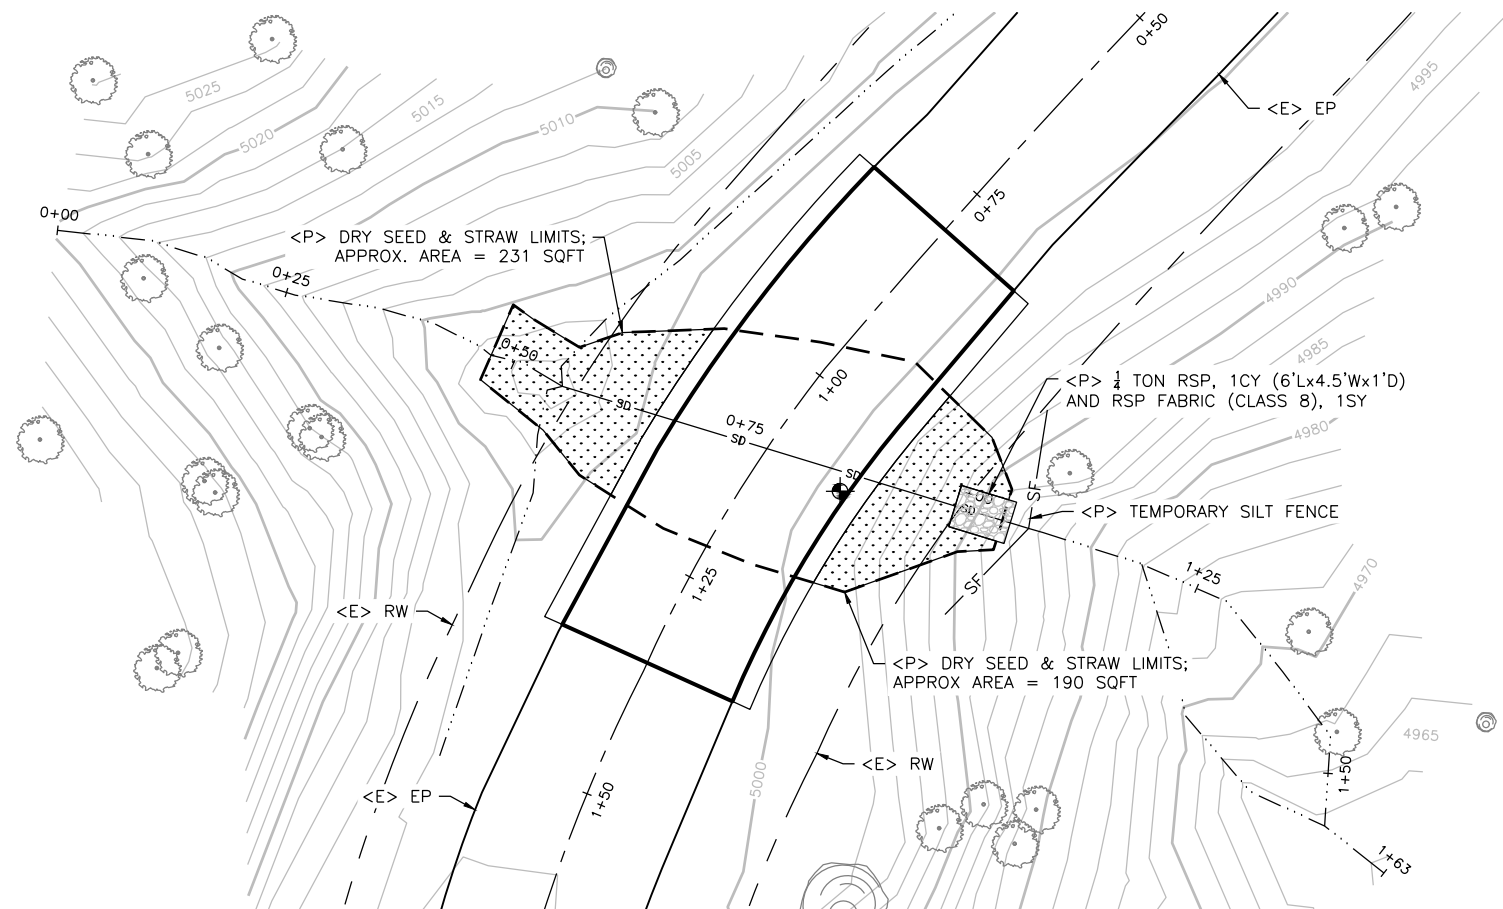 0+50
4995
<E> EP
5025
5015
5020
5010
5005
0+75
0+00
<P> DRY SEED & STRAW LIMITS;
APPROX. AREA = 231 SQFT
0+25
4990
0+50
4985
1+00
<P> ¼ TON RSP, 1CY (6'Lx4.5'Wx1'D)
AND RSP FABRIC (CLASS 8), 1SY
SD
0+75
SD
4980
SD
SF
SD
<P> TEMPORARY SILT FENCE
1+25
SF
1+25
4970
<E> RW
<P> DRY SEED & STRAW LIMITS;
APPROX AREA = 190 SQFT
4965
<E> RW
5000
1+50
<E> EP
1+50
1+63